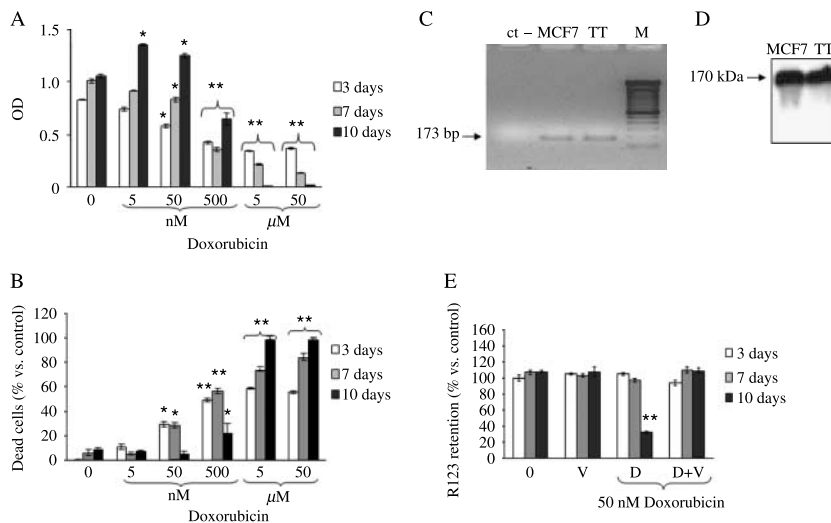 A
OD
1.5
1.0
0.5
0
* * * * ** ** **
3 days
7 days
10 days
0 5 50 500 5 50
nM μM
Doxorubicin
B
Dead cells (% vs. control)
120
100
80
60
40
20
0
* * ** ** * ** **
3 days
7 days
10 days
0 5 50 500 5 50
nM μM
Doxorubicin
C
ct – MCF7 TT M
173 bp
D
MCF7 TT
170 kDa
E
R123 retention (% vs. control)
160
140
120
100
80
60
40
20
0
**
3 days
7 days
10 days
0 V D D+V
50 nM Doxorubicin